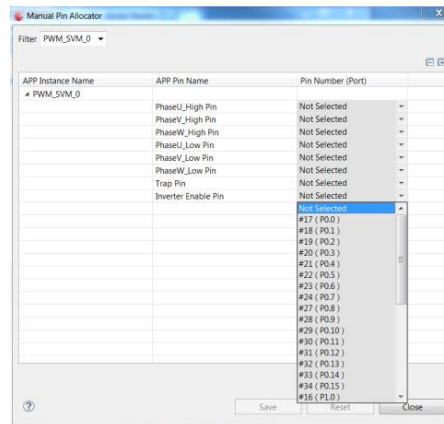 Manual Pin Allocator
Filter PWM_SVM_0
APP Instance Name APP Pin Name Pin Number (Port)
PWM_SVM_0
PhaseU_High Pin Not Selected
PhaseV_High Pin Not Selected
PhaseW_High Pin Not Selected
PhaseU_Low Pin Not Selected
PhaseV_Low Pin Not Selected
PhaseW_Low Pin Not Selected
Trap Pin Not Selected
Inverter Enable Pin Not Selected
Not Selected
#17 ( P0.0 )
#18 ( P0.1 )
#19 ( P0.2 )
#20 ( P0.3 )
#21 ( P0.4 )
#22 ( P0.5 )
#23 ( P0.6 )
#24 ( P0.7 )
#27 ( P0.8 )
#28 ( P0.9 )
#29 ( P0.10 )
#30 ( P0.11 )
#31 ( P0.12 )
#32 ( P0.13 )
#33 ( P0.14 )
#34 ( P0.15 )
#16 ( P1.0 )
Save Reset Close